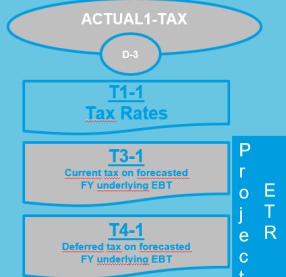 ACTUAL1-TAX
D-3
T1-1
Tax Rates
T3-1
Current tax on forecasted
FY underlying EBT
T4-1
Deferred tax on forecasted
FY underlying EBT
P
r
o
j
e
c
t
E
T
R